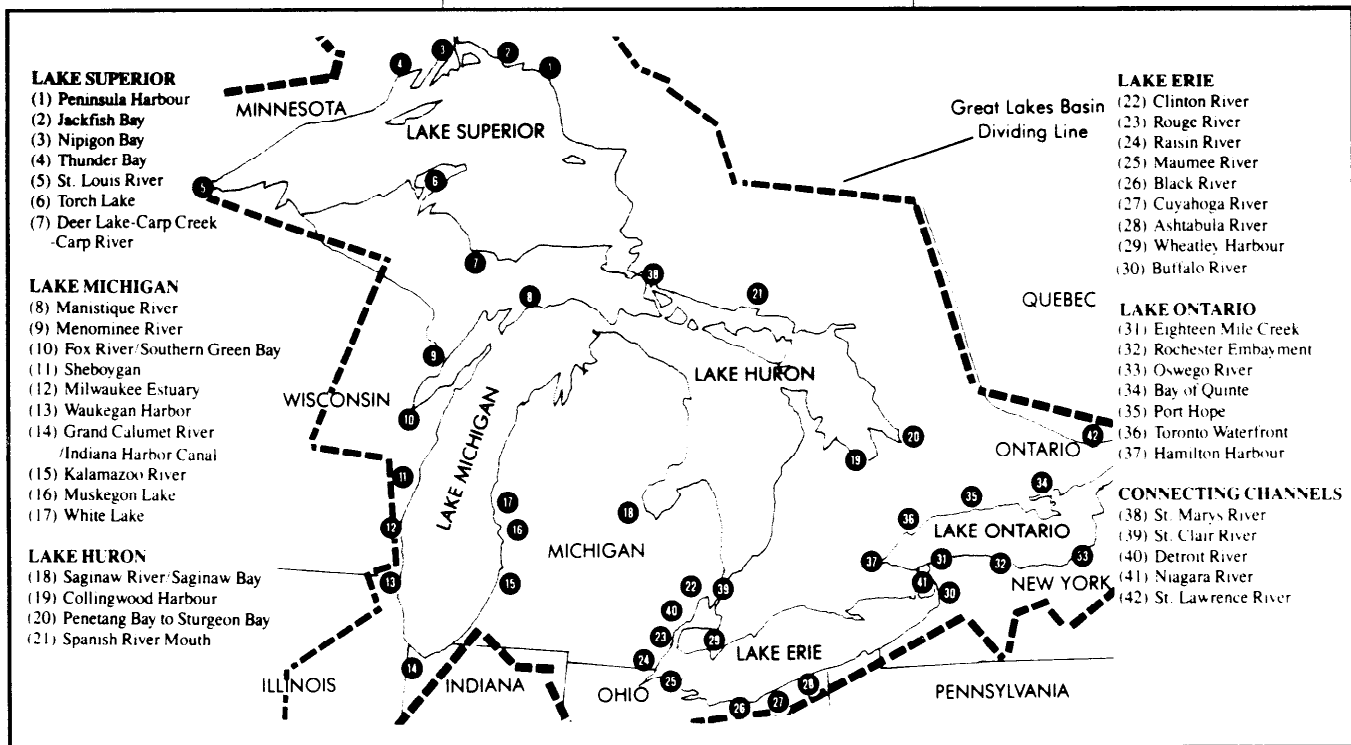 LAKE SUPERIOR
(1) Peninsula Harbour
(2) Jackfish Bay
(3) Nipigon Bay
(4) Thunder Bay
(5) St. Louis River
(6) Torch Lake
(7) Deer Lake-Carp Creek
-Carp River
LAKE MICHIGAN
(8) Manistique River
(9) Menominee River
(10) Fox River/Southern Green Bay
(11) Sheboygan
(12) Milwaukee Estuary
(13) Waukegan Harbor
(14) Grand Calumet River
/Indiana Harbor Canal
(15) Kalamazoo River
(16) Muskegon Lake
(17) White Lake
LAKE HURON
(18) Saginaw River/Saginaw Bay
(19) Collingwood Harbour
(20) Penetang Bay to Sturgeon Bay
(21) Spanish River Mouth
MINNESOTA
LAKE SUPERIOR
Great Lakes Basin
Dividing Line
QUEBEC
WISCONSIN
LAKE MICHIGAN
LAKE HURON
ONTARIO
MICHIGAN
LAKE ONTARIO
NEW YORK
LAKE ERIE
ILLINOIS
INDIANA
OHIO
PENNSYLVANIA
4
3
2
1
5
6
7
38
21
8
9
10
20
42
19
11
17
18
16
12
34
35
36
33
31
32
37
41
30
13
15
22
39
40
23
29
24
14
25
28
27
26
LAKE ERIE
(22) Clinton River
(23) Rouge River
(24) Raisin River
(25) Maumee River
(26) Black River
(27) Cuyahoga River
(28) Ashtabula River
(29) Wheatley Harbour
(30) Buffalo River
LAKE ONTARIO
(31) Eighteen Mile Creek
(32) Rochester Embayment
(33) Oswego River
(34) Bay of Quinte
(35) Port Hope
(36) Toronto Waterfront
(37) Hamilton Harbour
CONNECTING CHANNELS
(38) St. Marys River
(39) St. Clair River
(40) Detroit River
(41) Niagara River
(42) St. Lawrence River